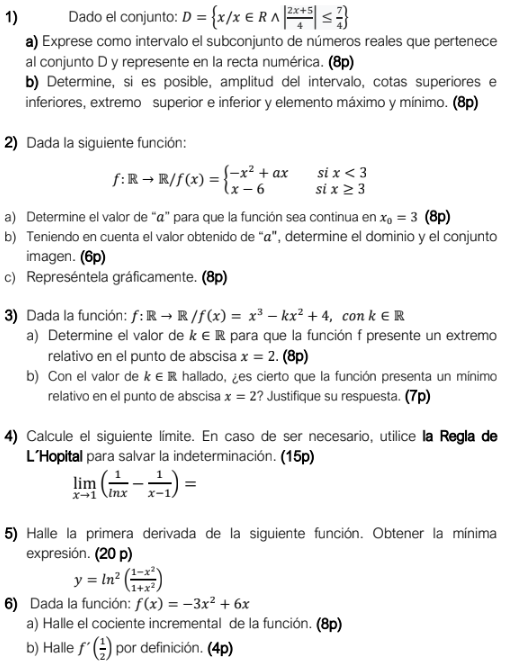 1) Dado el conjunto: D = {x/x ∈ R ∧ |(2x+5)/4| ≤ 7/4}
a) Exprese como intervalo el subconjunto de números reales que pertenece
al conjunto D y represente en la recta numérica. (8p)
b) Determine, si es posible, amplitud del intervalo, cotas superiores e
inferiores, extremo superior e inferior y elemento máximo y mínimo. (8p)
2) Dada la siguiente función:
f: ℝ → ℝ/f(x) = { −x² + ax si x < 3
x − 6 si x ≥ 3
a) Determine el valor de "a" para que la función sea continua en x₀ = 3 (8p)
b) Teniendo en cuenta el valor obtenido de "a", determine el dominio y el conjunto
imagen. (6p)
c) Represéntela gráficamente. (8p)
3) Dada la función: f: ℝ → ℝ /f(x) = x³ − kx² + 4, con k ∈ ℝ
a) Determine el valor de k ∈ ℝ para que la función f presente un extremo
relativo en el punto de abscisa x = 2. (8p)
b) Con el valor de k ∈ ℝ hallado, ¿es cierto que la función presenta un mínimo
relativo en el punto de abscisa x = 2? Justifique su respuesta. (7p)
4) Calcule el siguiente límite. En caso de ser necesario, utilice la Regla de
L´Hopital para salvar la indeterminación. (15p)
lim x→1 (1/lnx − 1/(x−1)) =
5) Halle la primera derivada de la siguiente función. Obtener la mínima
expresión. (20 p)
y = ln² ((1−x²)/(1+x²))
6) Dada la función: f(x) = −3x² + 6x
a) Halle el cociente incremental de la función. (8p)
b) Halle f´(1/2) por definición. (4p)